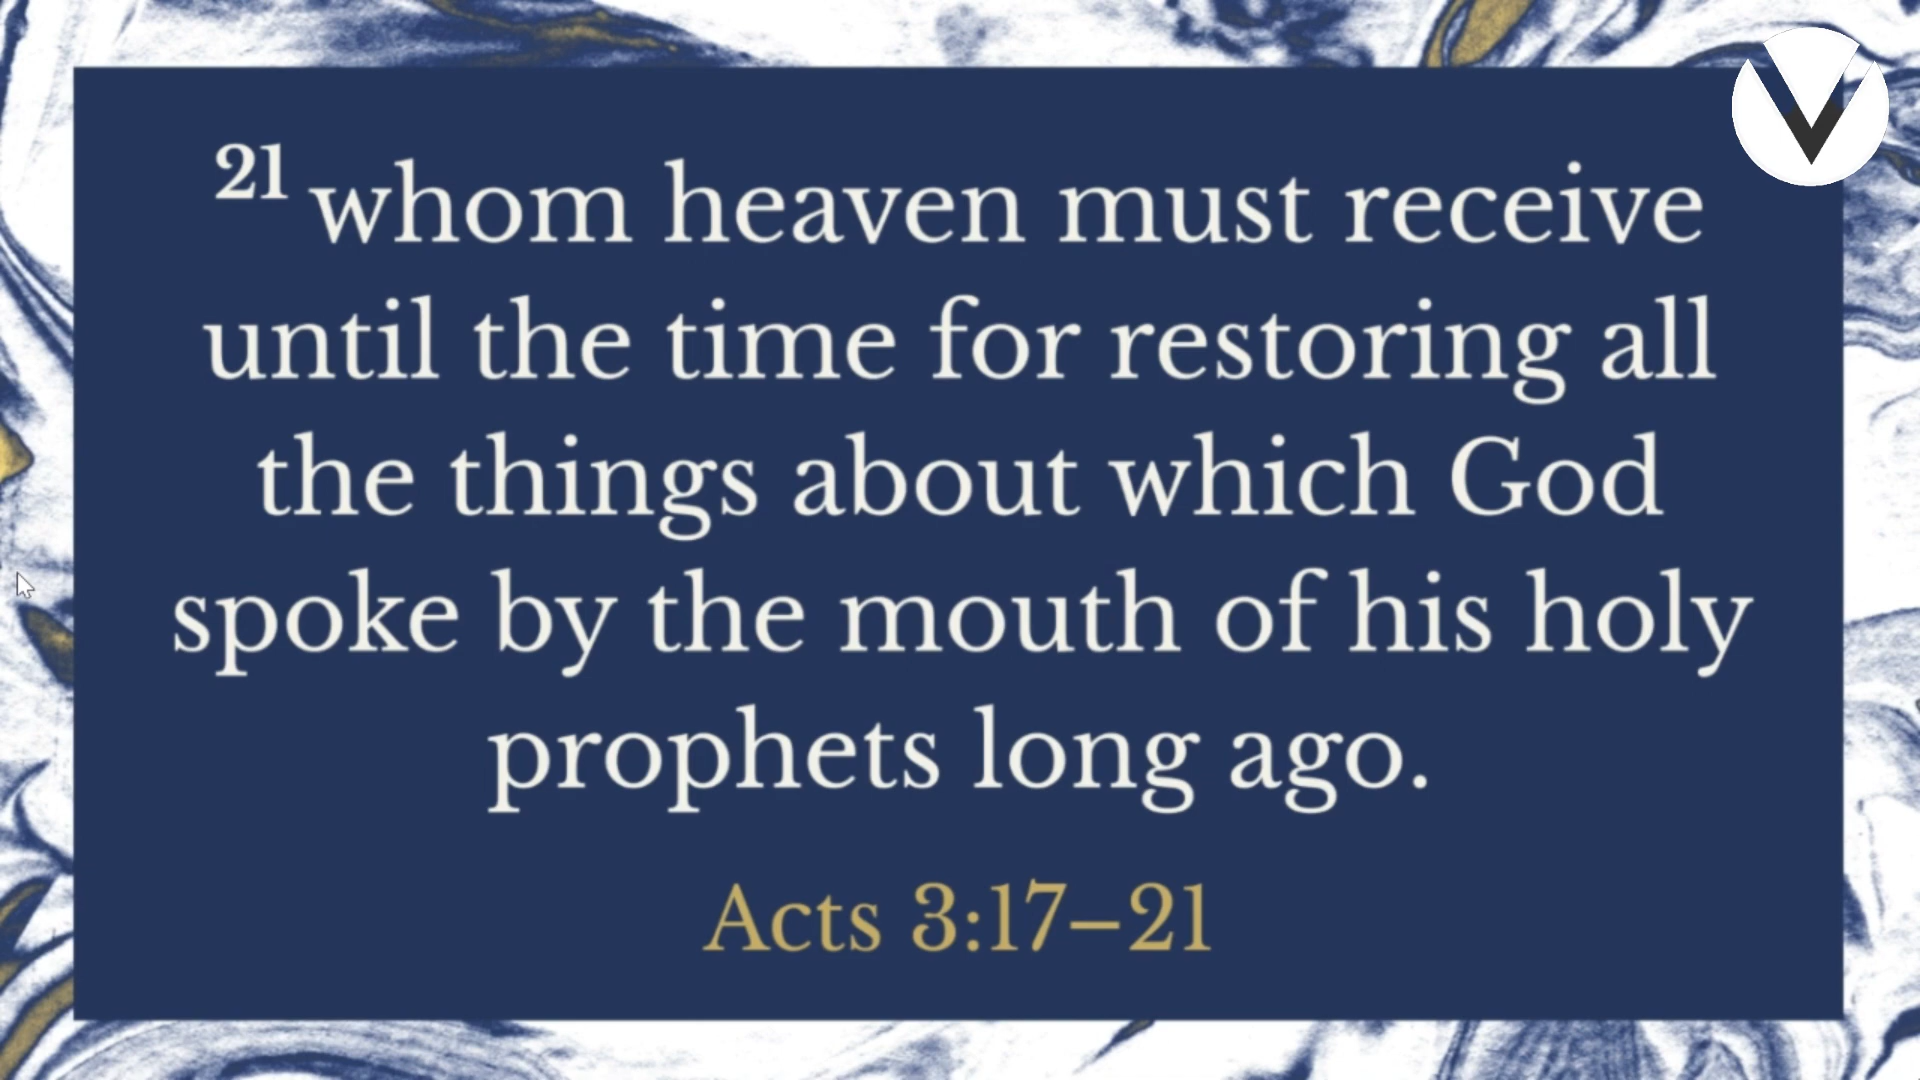 21 whom heaven must receive
until the time for restoring all
the things about which God
spoke by the mouth of his holy
prophets long ago.
Acts 3:17–21